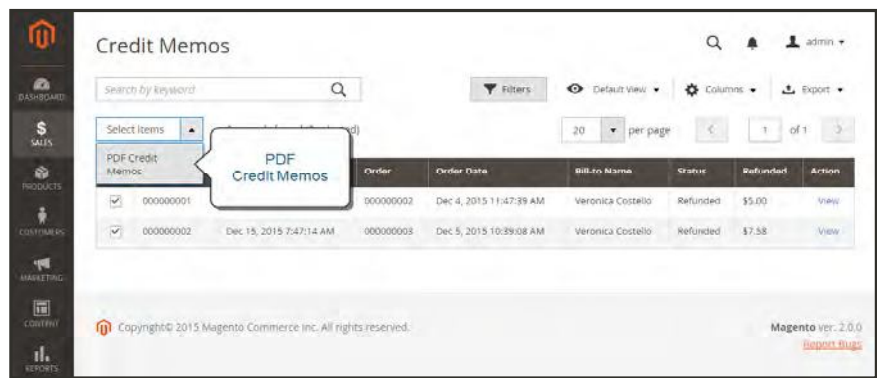 Credit Memos
admin
DASHBOARD
Search by keyword
Filters
Default View
Columns
Export
SALES
Select Items
20 per page
1 of 1
PDF Credit
Memos
PDF
Credit Memos
PRODUCTS
Order
Order Date
Bill-to Name
Status
Refunded
Action
000000001
000000002
Dec 4, 2015 11:47:39 AM
Veronica Costello
Refunded
$5.00
View
CUSTOMERS
000000002
Dec 15, 2015 7:47:14 AM
000000003
Dec 5, 2015 10:39:08 AM
Veronica Costello
Refunded
$7.58
View
MARKETING
CONTENT
Copyright© 2015 Magento Commerce Inc. All rights reserved.
Magento ver. 2.0.0
Report Bugs
REPORTS